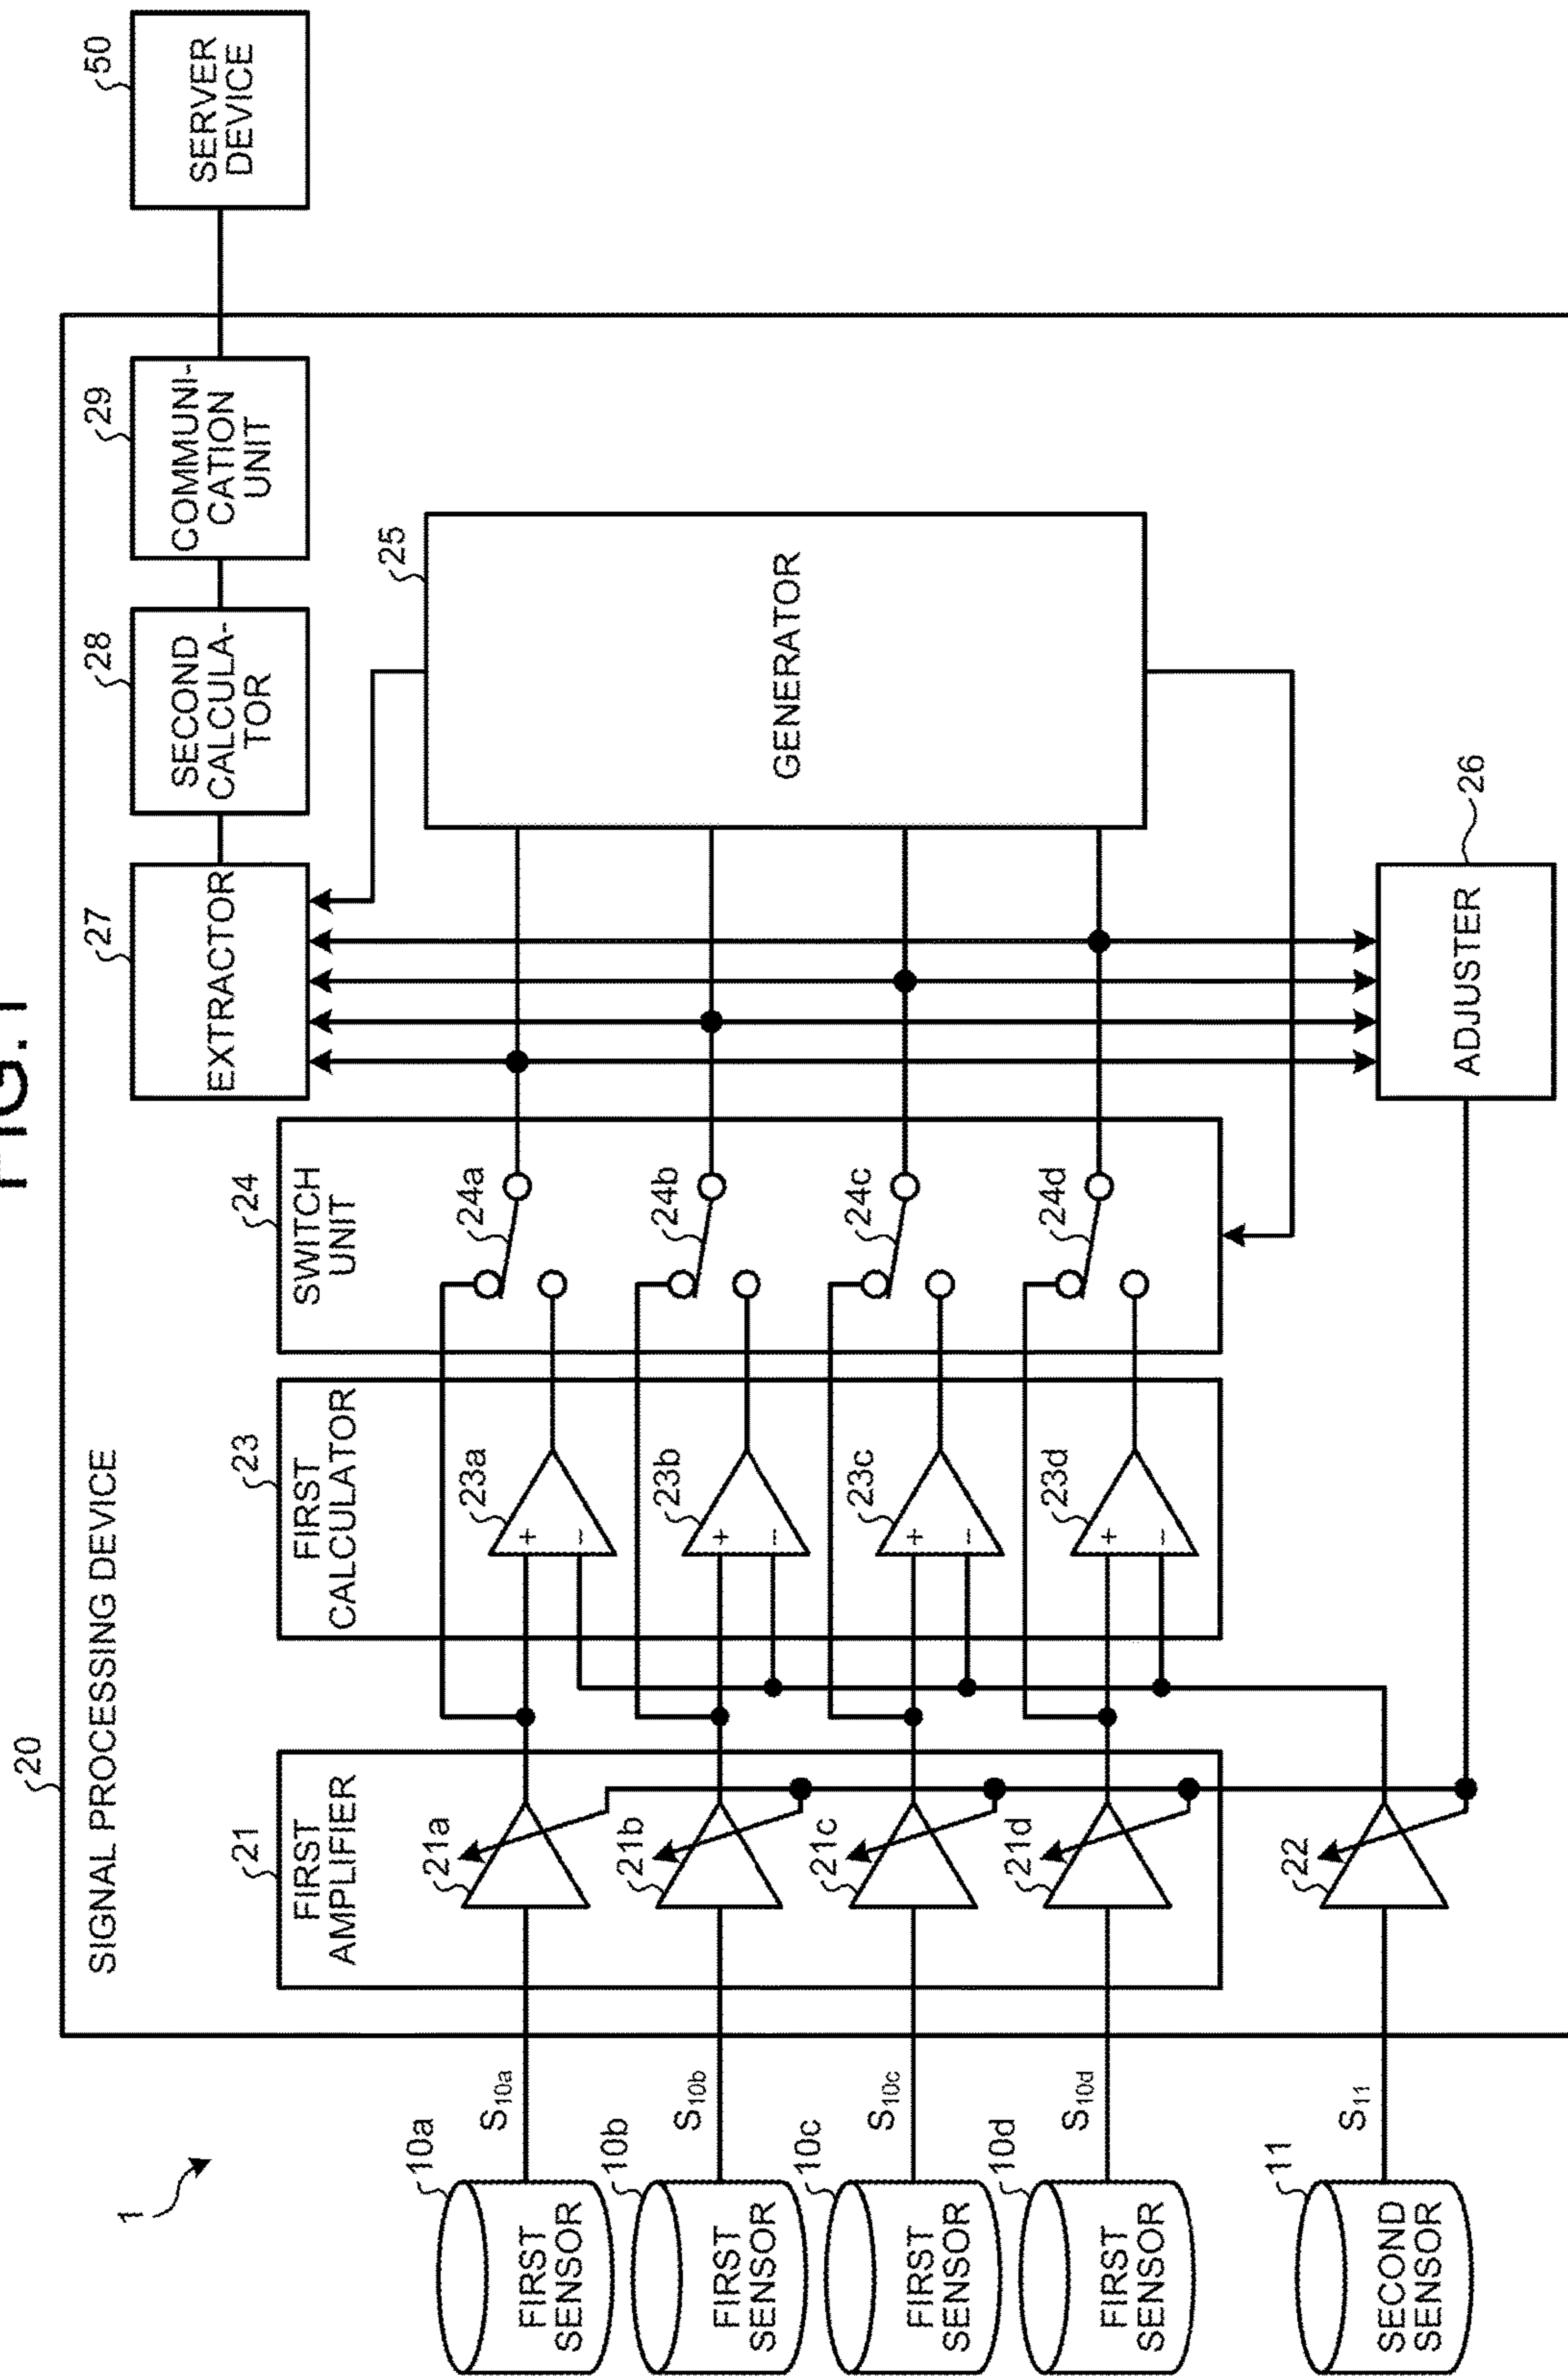 FIG.1
1
20
SIGNAL PROCESSING DEVICE
50
SERVER
DEVICE
27
EXTRACTOR
28
SECOND
CALCULA-
TOR
29
COMMUNI-
CATION
UNIT
21
FIRST
AMPLIFIER
23
FIRST
CALCULATOR
24
SWITCH
UNIT
25
GENERATOR
10a
FIRST
SENSOR
S10a
21a
23a
+
−
24a
10b
FIRST
SENSOR
S10b
21b
23b
+
−
24b
10c
FIRST
SENSOR
S10c
21c
23c
+
−
24c
10d
FIRST
SENSOR
S10d
21d
23d
+
−
24d
11
SECOND
SENSOR
S11
22
26
ADJUSTER